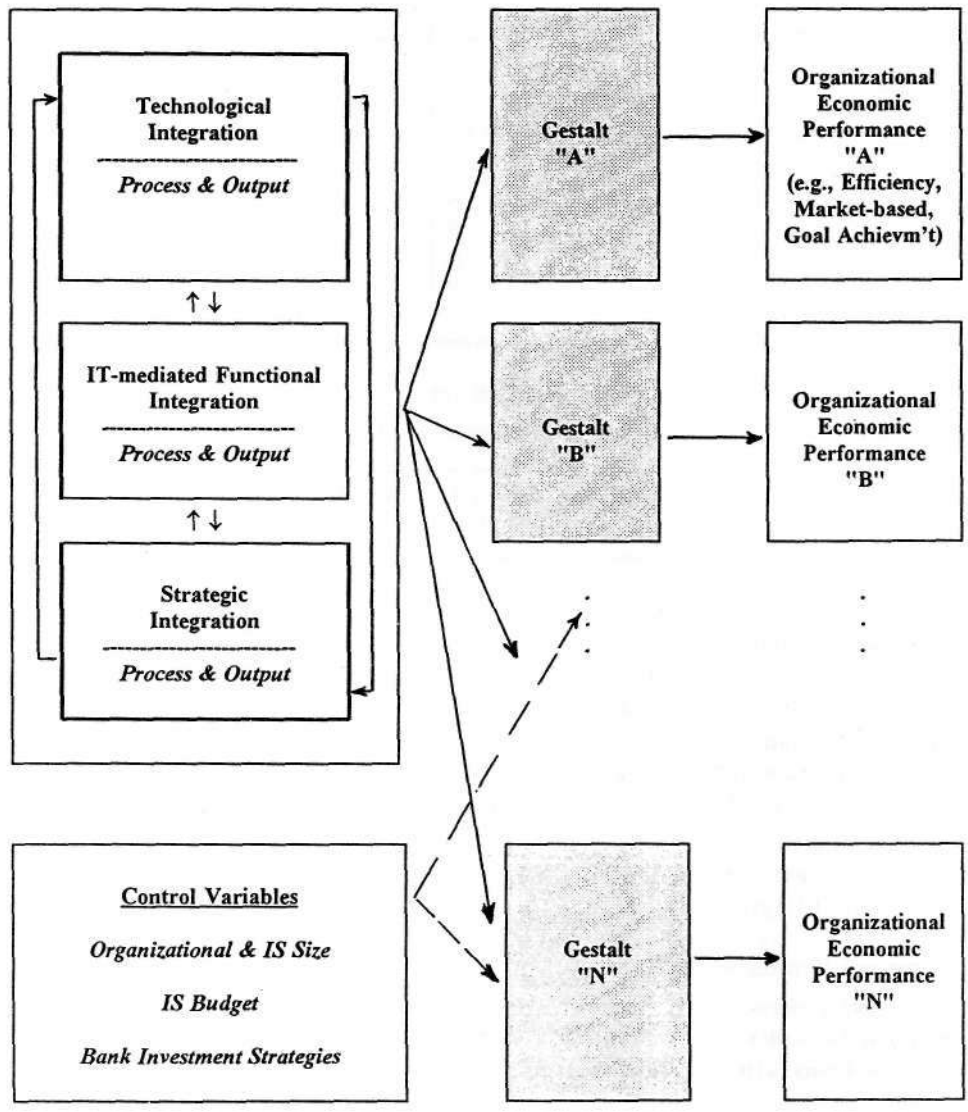 Technological
Integration
Process & Output
↑ ↓
IT-mediated Functional
Integration
Process & Output
↑ ↓
Strategic
Integration
Process & Output
Control Variables
Organizational & IS Size
IS Budget
Bank Investment Strategies
Gestalt
"A"
Gestalt
"B"
Gestalt
"N"
Organizational
Economic
Performance
"A"
(e.g., Efficiency,
Market-based,
Goal Achievm't)
Organizational
Economic
Performance
"B"
Organizational
Economic
Performance
"N"